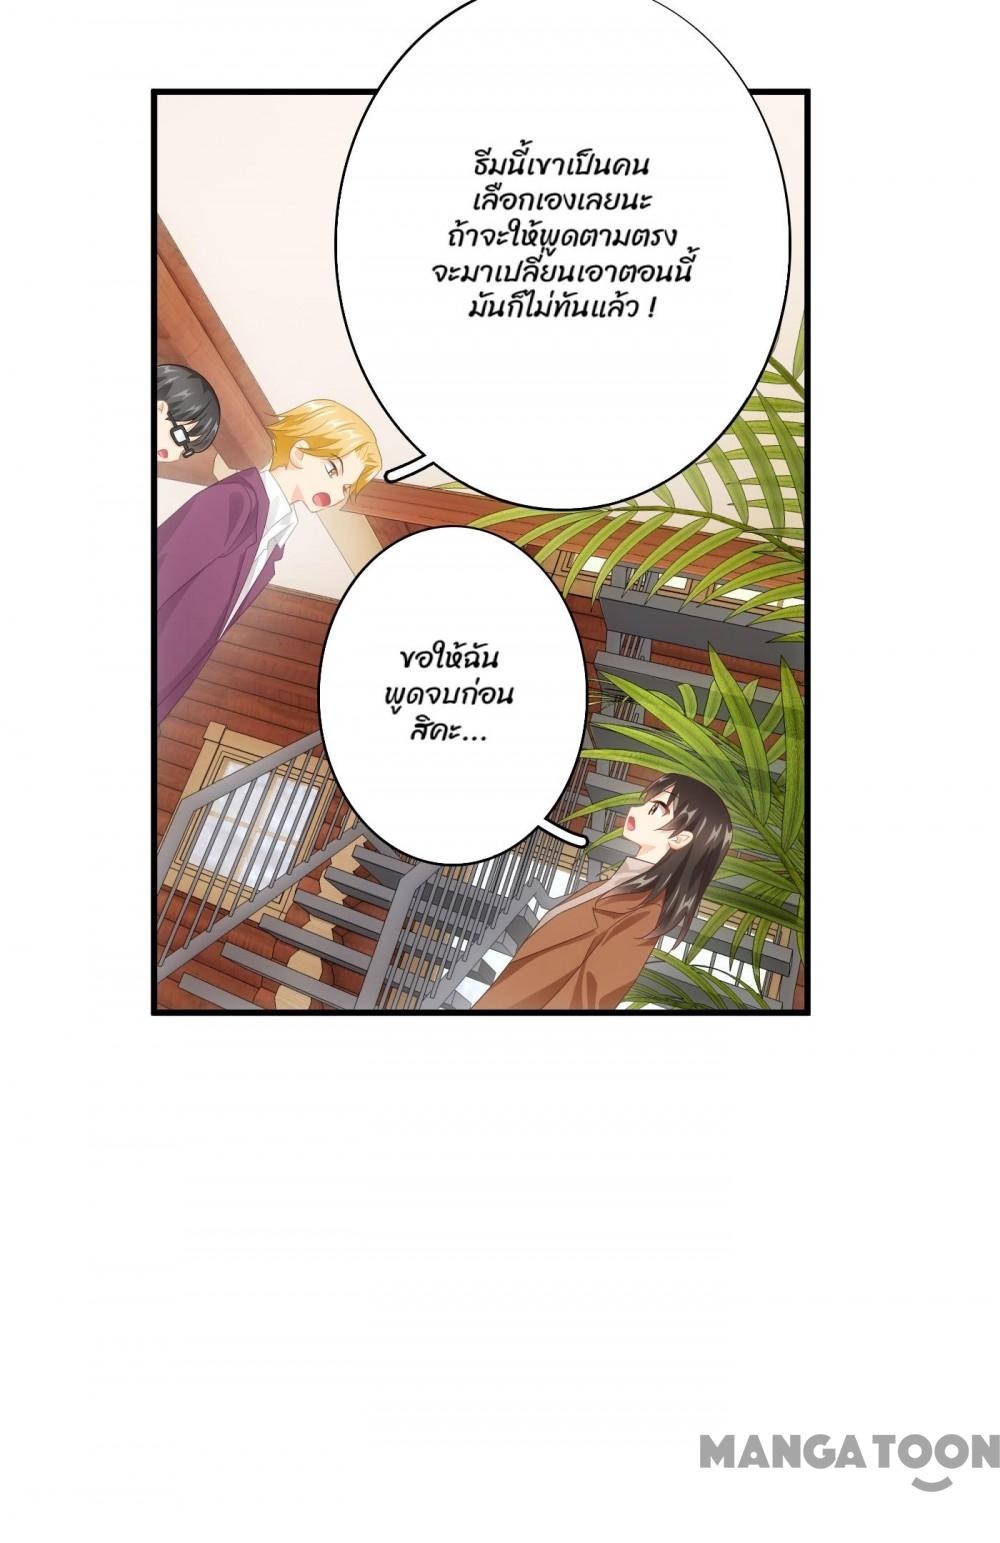 ธีมนี้เขาเป็นคน
เลือกเองเลยนะ
ถ้าจะให้พูดตามตรง
จะมาเปลี่ยนเอาตอนนี้
มันก็ไม่ทันแล้ว !
ขอให้ฉัน
พูดจบก่อน
สิคะ...
MANGATOON